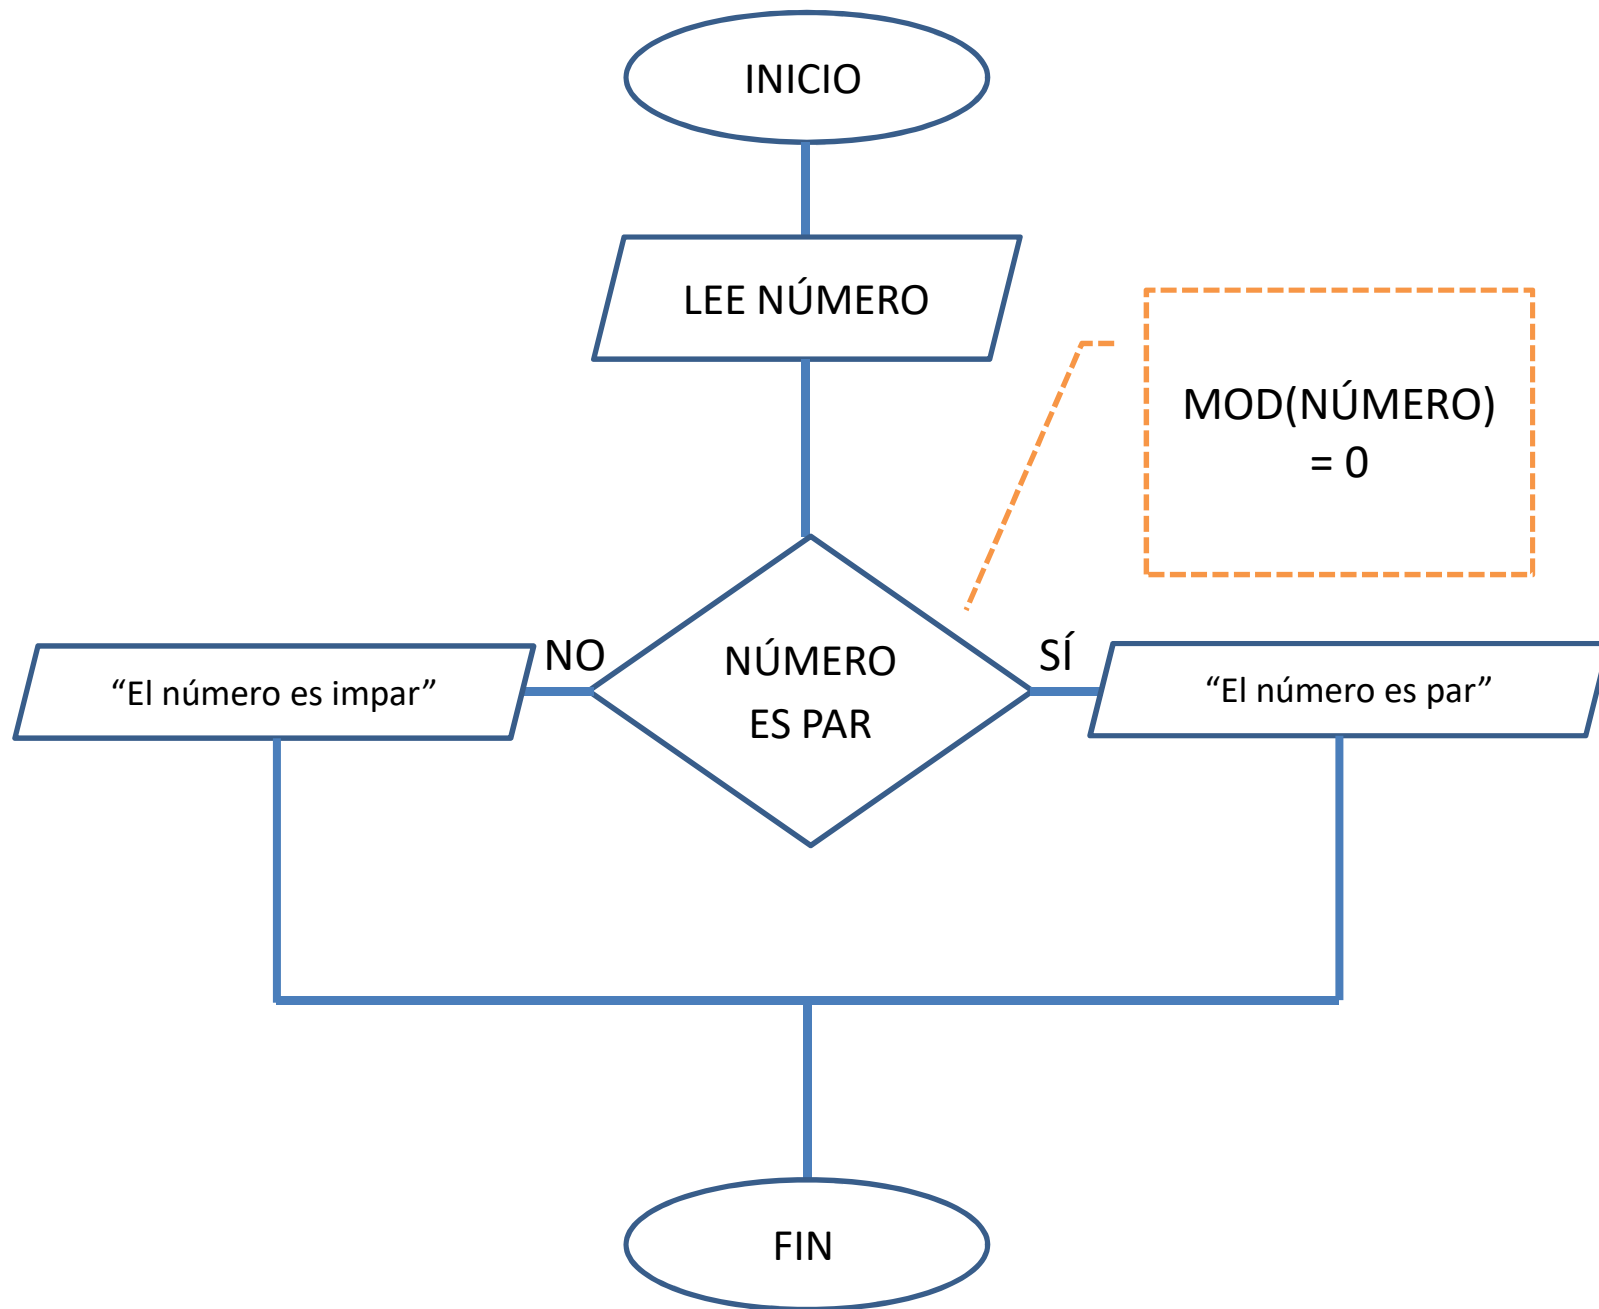 INICIO
LEE NÚMERO
MOD(NÚMERO)
= 0
NO
SÍ
“El número es impar”
NÚMERO
ES PAR
“El número es par”
FIN